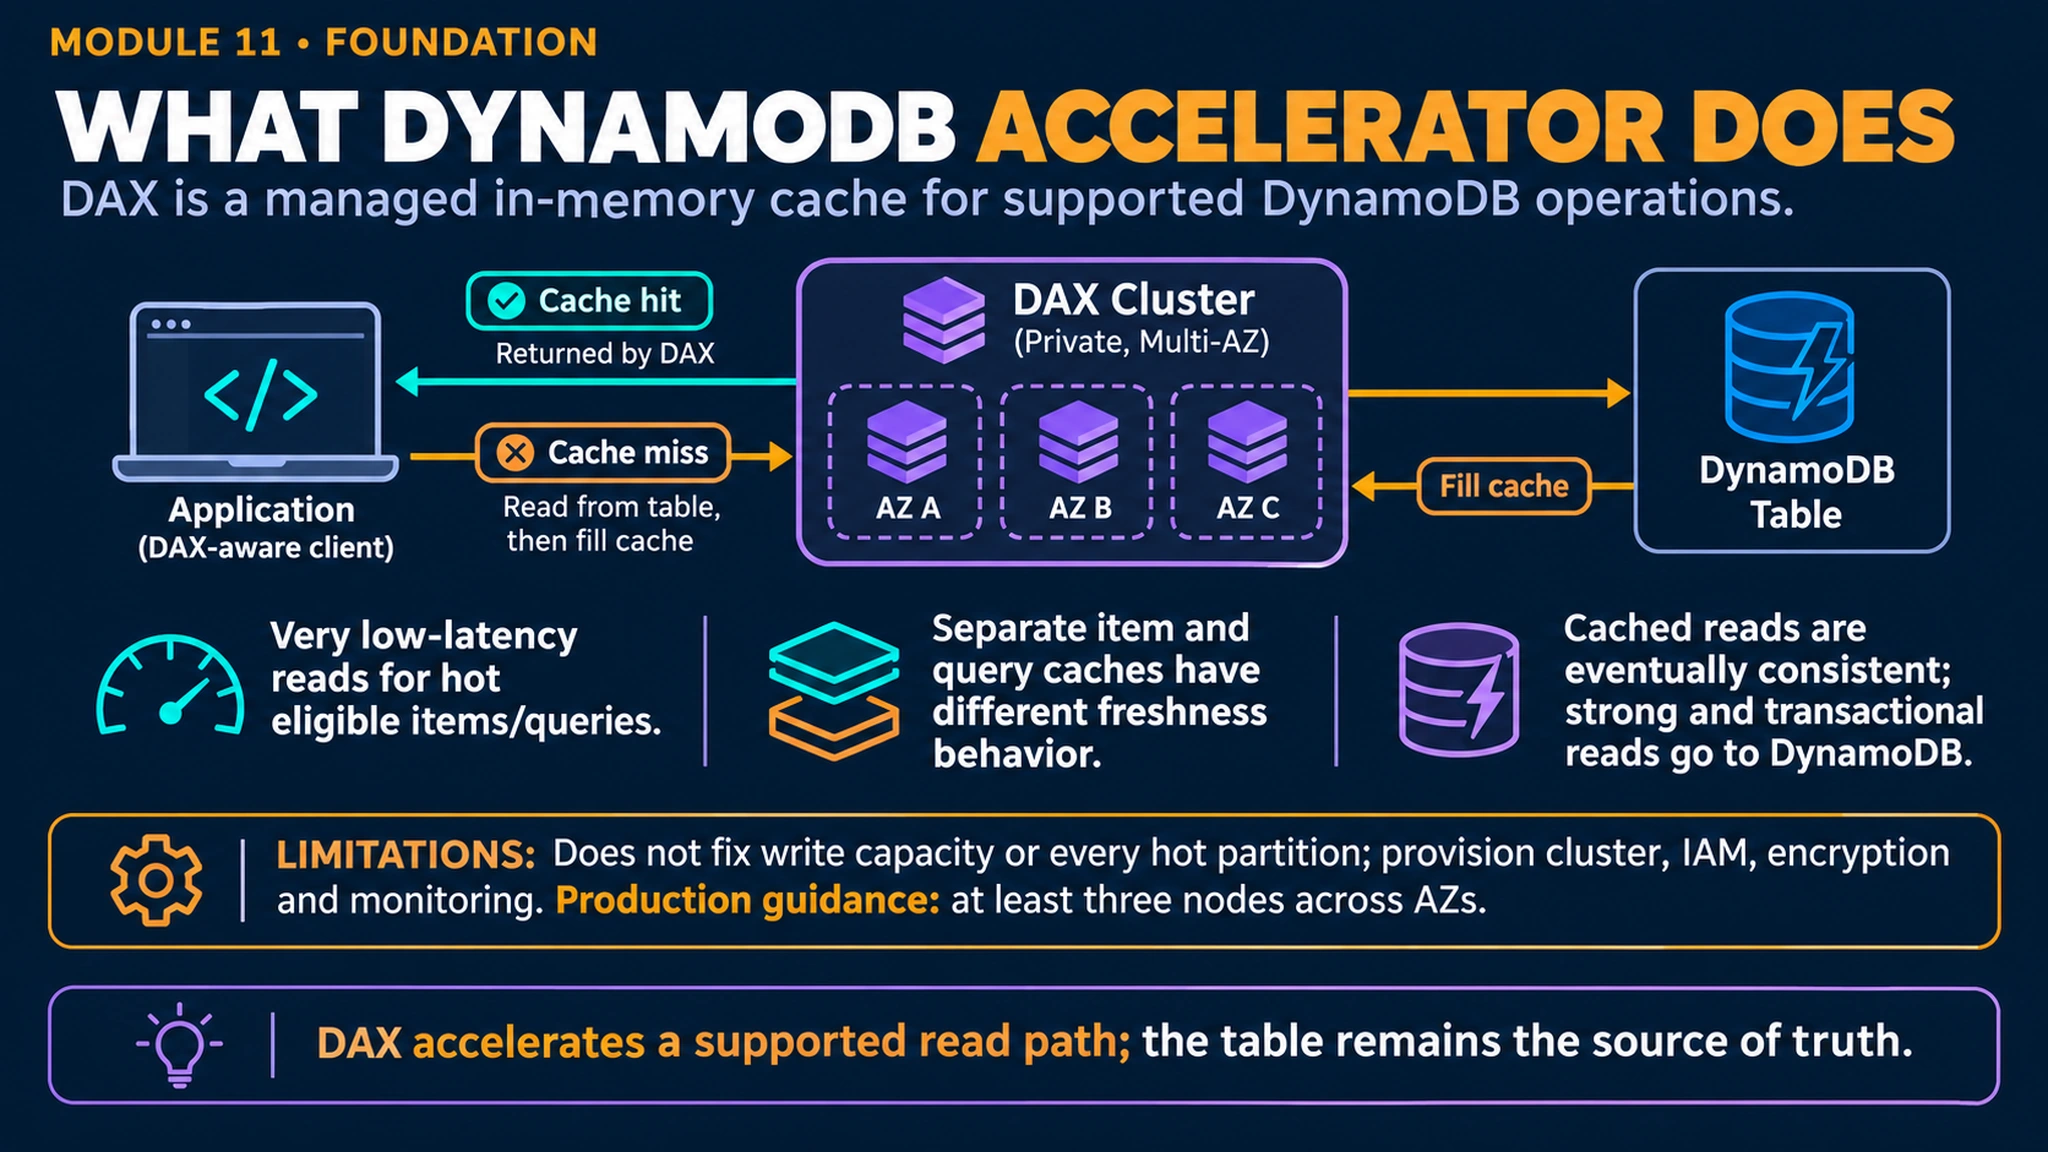 MODULE 11 • FOUNDATION
WHAT DYNAMODB ACCELERATOR DOES
DAX is a managed in-memory cache for supported DynamoDB operations.
Cache hit
Returned by DAX
Cache miss
Read from table,
then fill cache
Application
(DAX-aware client)
DAX Cluster
(Private, Multi-AZ)
AZ A
AZ B
AZ C
Fill cache
DynamoDB
Table
Very low-latency
reads for hot
eligible items/queries.
Separate item and
query caches have
different freshness
behavior.
Cached reads are
eventually consistent;
strong and transactional
reads go to DynamoDB.
LIMITATIONS: Does not fix write capacity or every hot partition; provision cluster, IAM, encryption
and monitoring. Production guidance: at least three nodes across AZs.
DAX accelerates a supported read path; the table remains the source of truth.